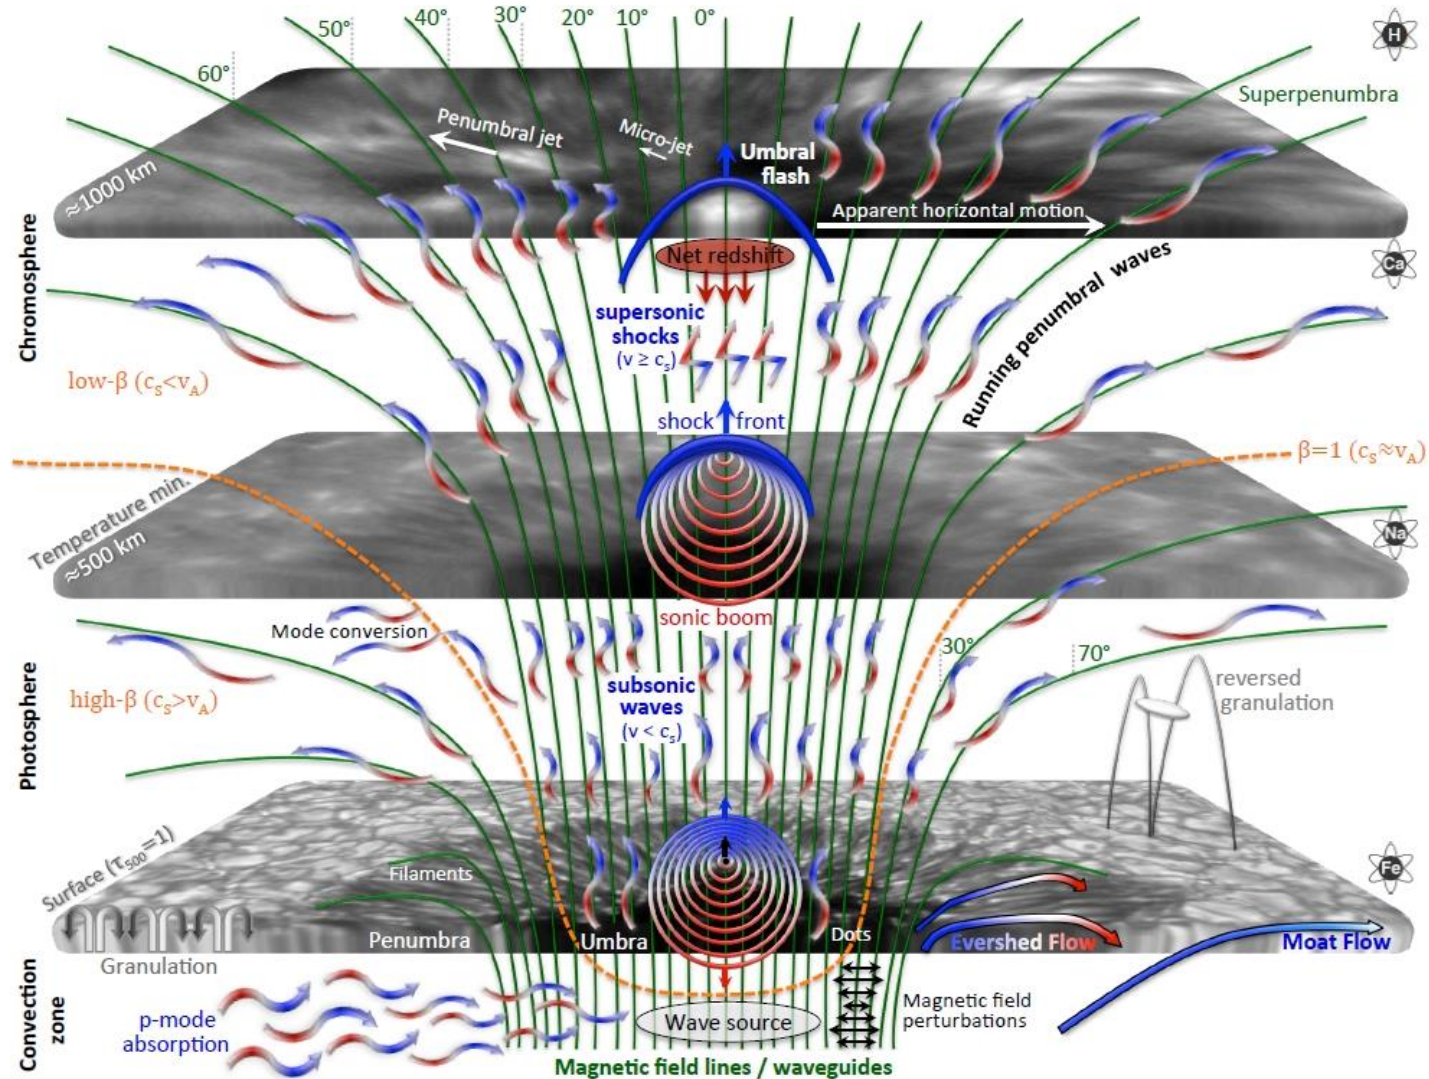 50°
40°
30°
20°
10°
0°
H
60°
Superpenumbra
Penumbral jet
Micro-jet
Umbral
flash
≈1000 km
Apparent horizontal motion
Net redshift
Ca
Chromosphere
supersonic
shocks
(v ≥ cs)
Running penumbral waves
low-β (cS<vA)
shock front
β=1 (cS≈vA)
Temperature min.
≈500 km
Na
sonic boom
Mode conversion
30°
70°
high-β (cS>vA)
subsonic
waves
(v < cs)
reversed
granulation
Photosphere
Surface (τ500=1)
Filaments
Fe
Penumbra
Umbra
Dots
Evershed Flow
Moat Flow
Granulation
Convection
zone
p-mode
absorption
Wave source
Magnetic field
perturbations
Magnetic field lines / waveguides